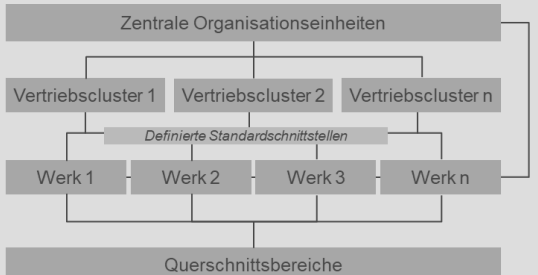 Zentrale Organisationseinheiten
Vertriebscluster 1 Vertriebscluster 2 Vertriebscluster n
Definierte Standardschnittstellen
Werk 1 Werk 2 Werk 3 Werk n
Querschnittsbereiche